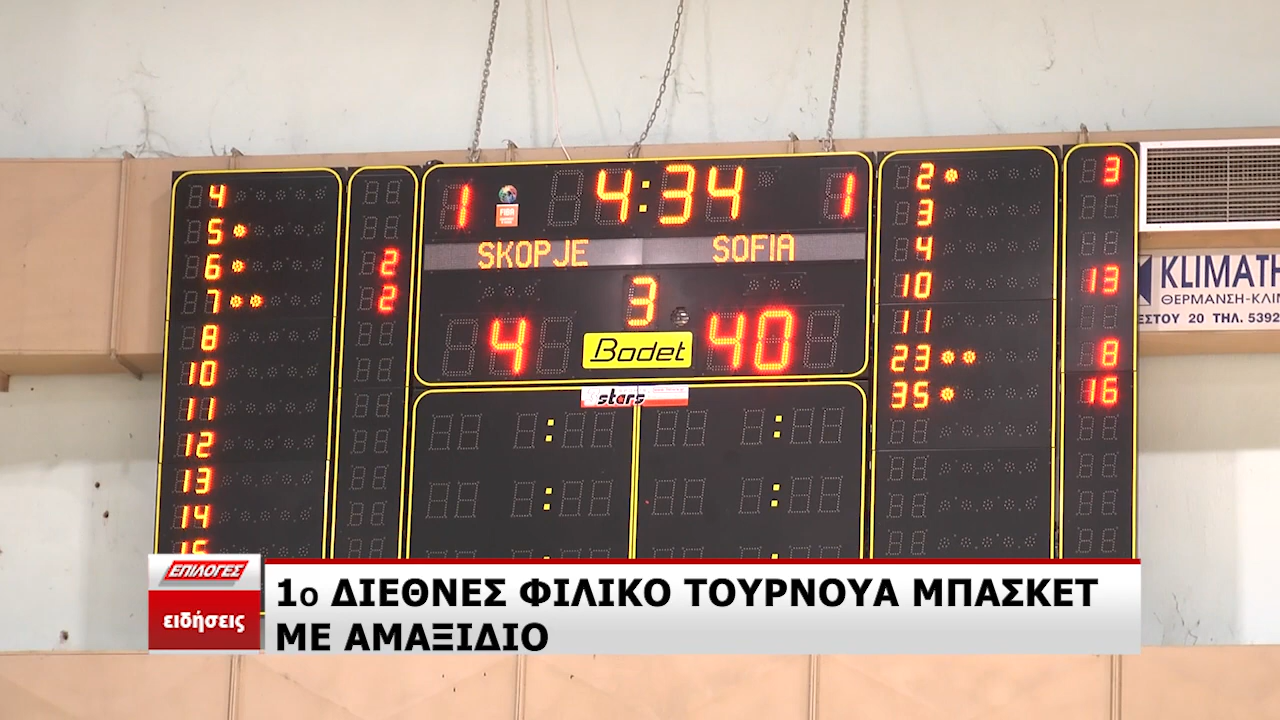 4
5
6 2
7 2
8
10
11
12
13
14
1 4:34 1
SKOPJE SOFIA
3
4 40
Bodet
stars
2 3
3
4
10 13
11
23 8
35 16
KLIMATH
ΘΕΡΜΑΝΣΗ-ΚΛΙ
ΕΣΤΟΥ 20 ΤΗΛ. 5392
ΕΠΙΛΟΓΕΣ
ειδήσεις
1ο ΔΙΕΘΝΕΣ ΦΙΛΙΚΟ ΤΟΥΡΝΟΥΑ ΜΠΑΣΚΕΤ
ΜΕ ΑΜΑΞΙΔΙΟ